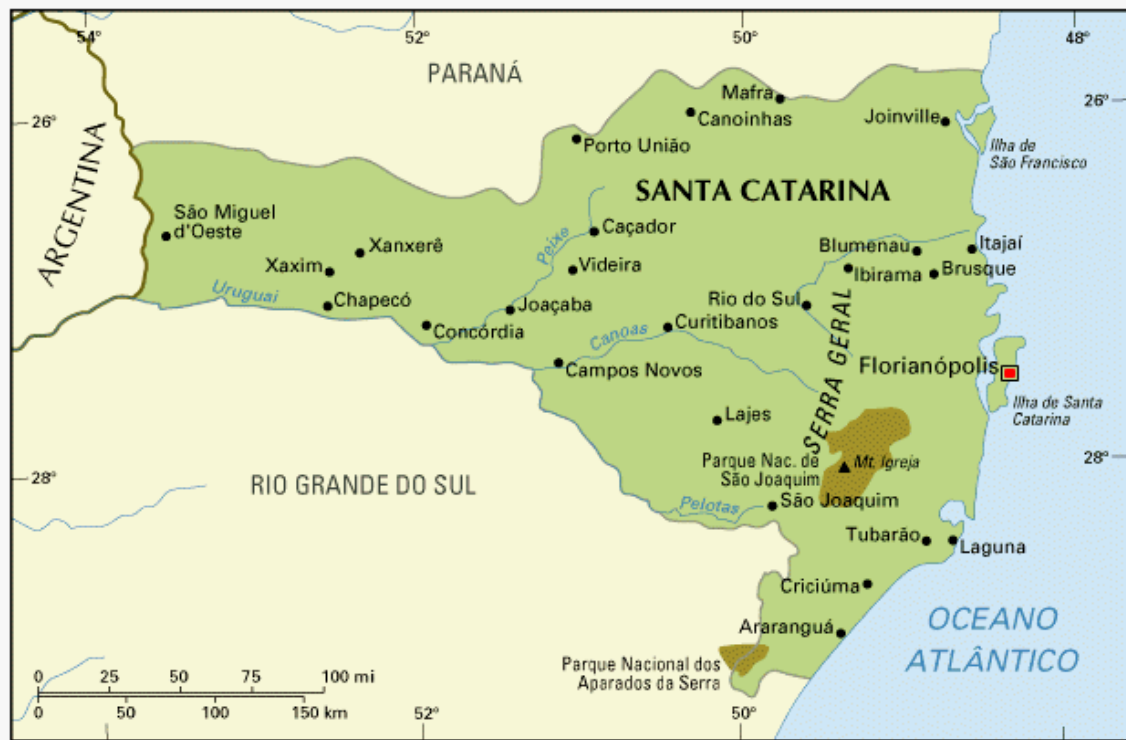 54°
52°
50°
48°
PARANÁ
26°
26°
Mafra
Canoinhas
Joinville
Porto União
Ilha de
São Francisco
ARGENTINA
SANTA CATARINA
São Miguel
d'Oeste
Xanxerê
Xaxim
Peixe
Caçador
Videira
Blumenau
Itajaí
Ibirama
Brusque
Uruguai
Chapecó
Joaçaba
Rio do Sul
Concórdia
Canoas
Curitibanos
Campos Novos
SERRA GERAL
Florianópolis
Ilha de Santa
Catarina
Lajes
Parque Nac. de
São Joaquim
Mt. Igreja
28°
28°
RIO GRANDE DO SUL
Pelotas
São Joaquim
Tubarão
Laguna
Criciúma
Araranguá
OCEANO
ATLÂNTICO
Parque Nacional dos
Aparados da Serra
0 25 50 75 100 mi
0 50 100 150 km
52°
50°